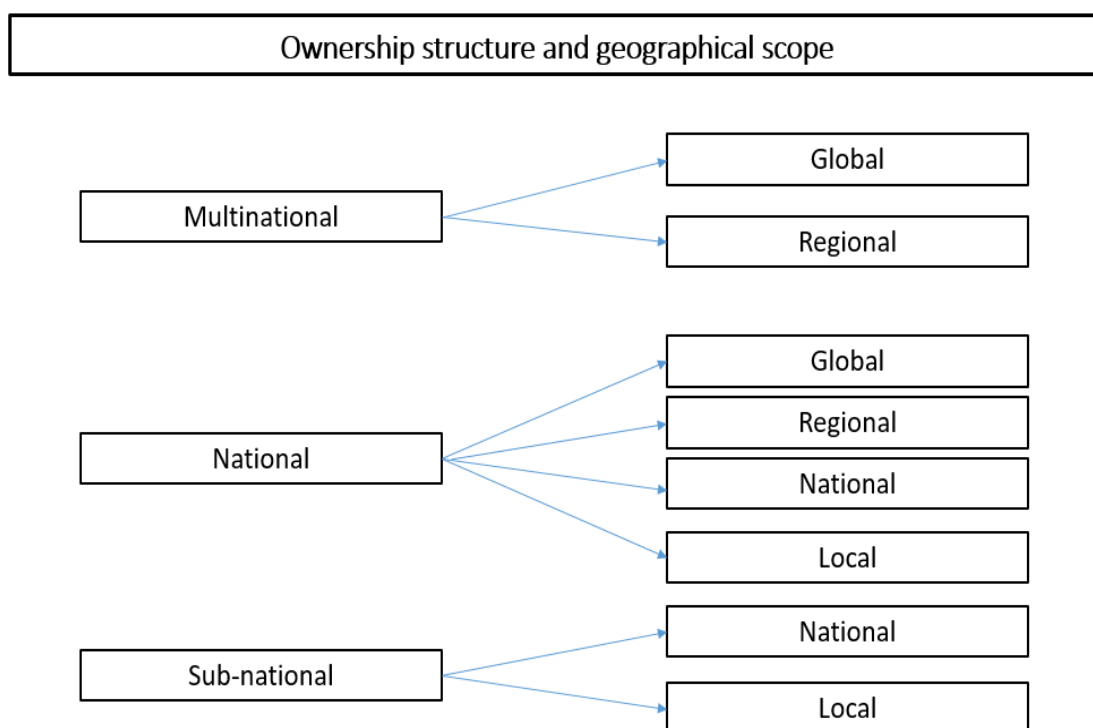 Ownership structure and geographical scope
Multinational
Global
Regional
National
Global
Regional
National
Local
Sub-national
National
Local